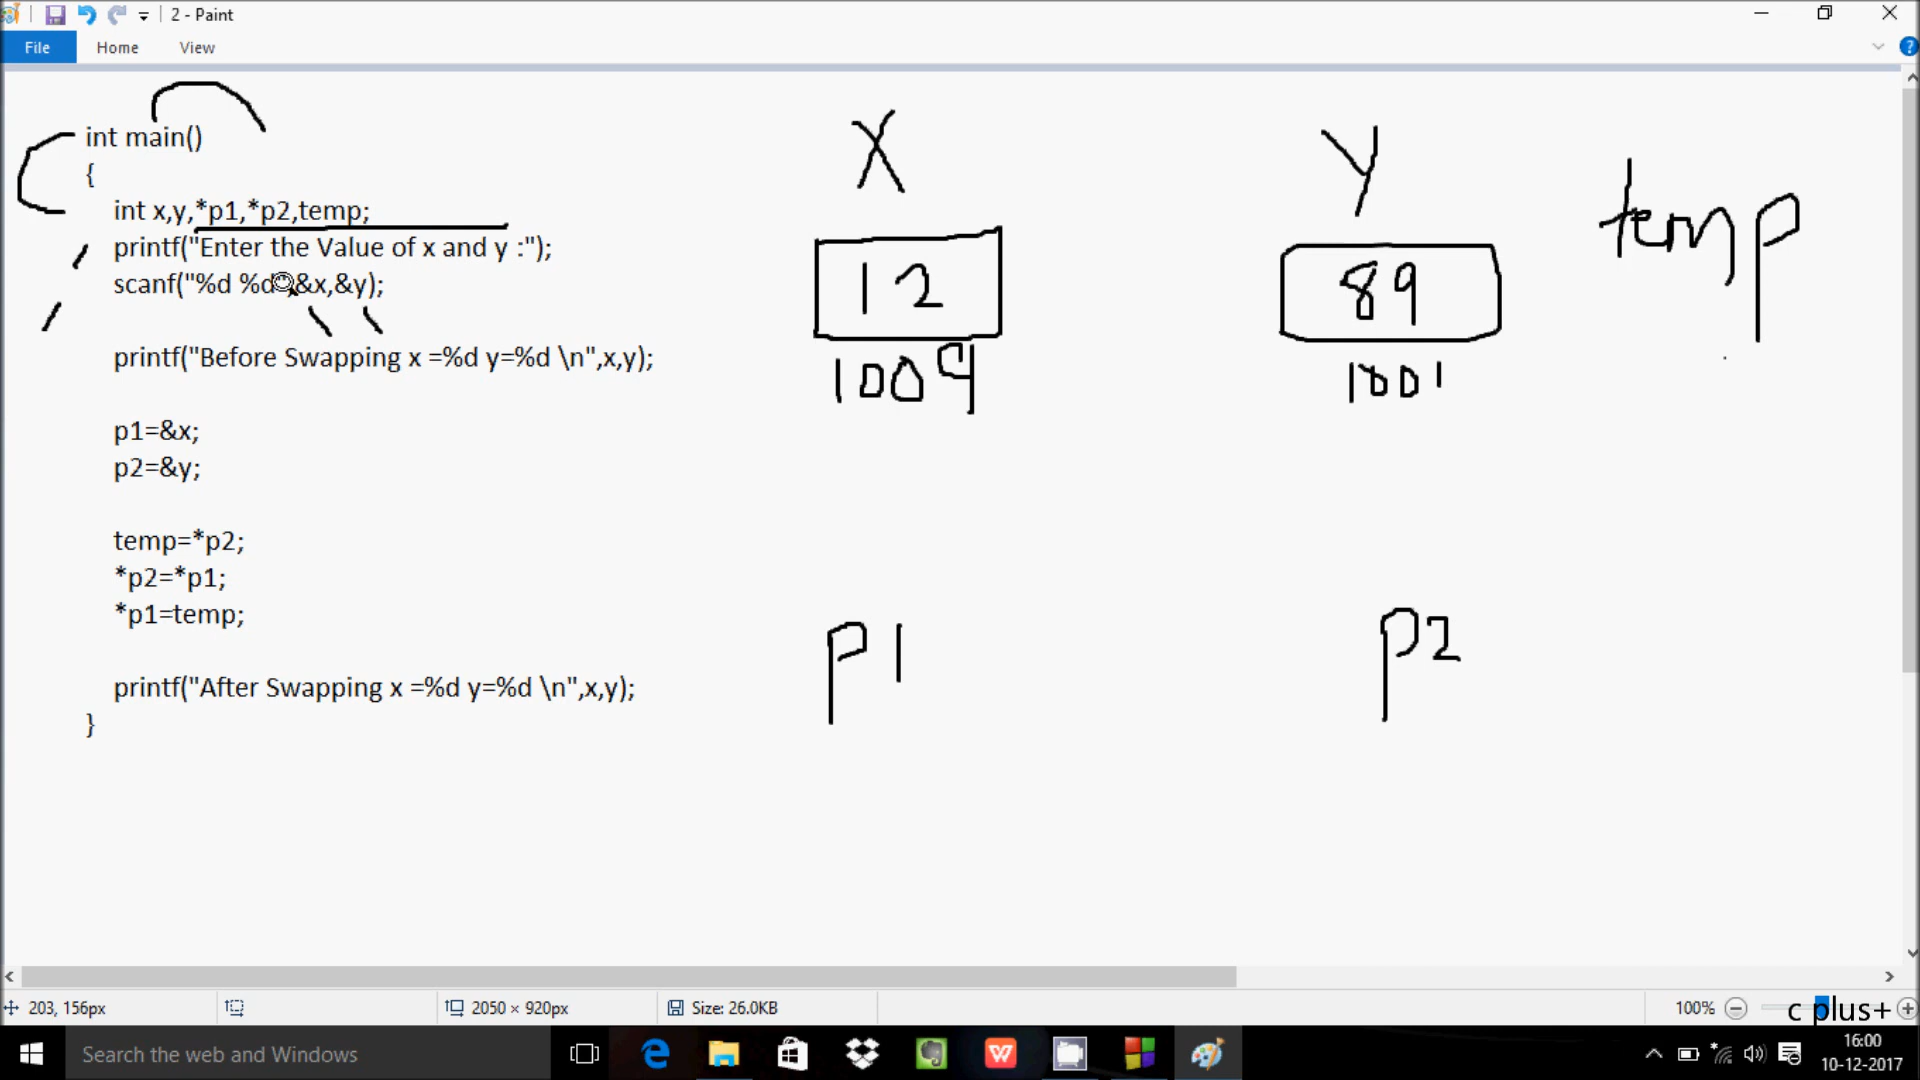 2 - Paint
File Home View
int main()
{
int x,y,*p1,*p2,temp;
printf("Enter the Value of x and y :");
scanf("%d %d",&x,&y);
printf("Before Swapping x =%d y=%d \n",x,y);
p1=&x;
p2=&y;
temp=*p2;
*p2=*p1;
*p1=temp;
printf("After Swapping x =%d y=%d \n",x,y);
}
X
12
1009
Y
89
1001
temp
P1
P2
203, 156px
2050 × 920px
Size: 26.0KB
100%
c plus+
Search the web and Windows
16:00
10-12-2017